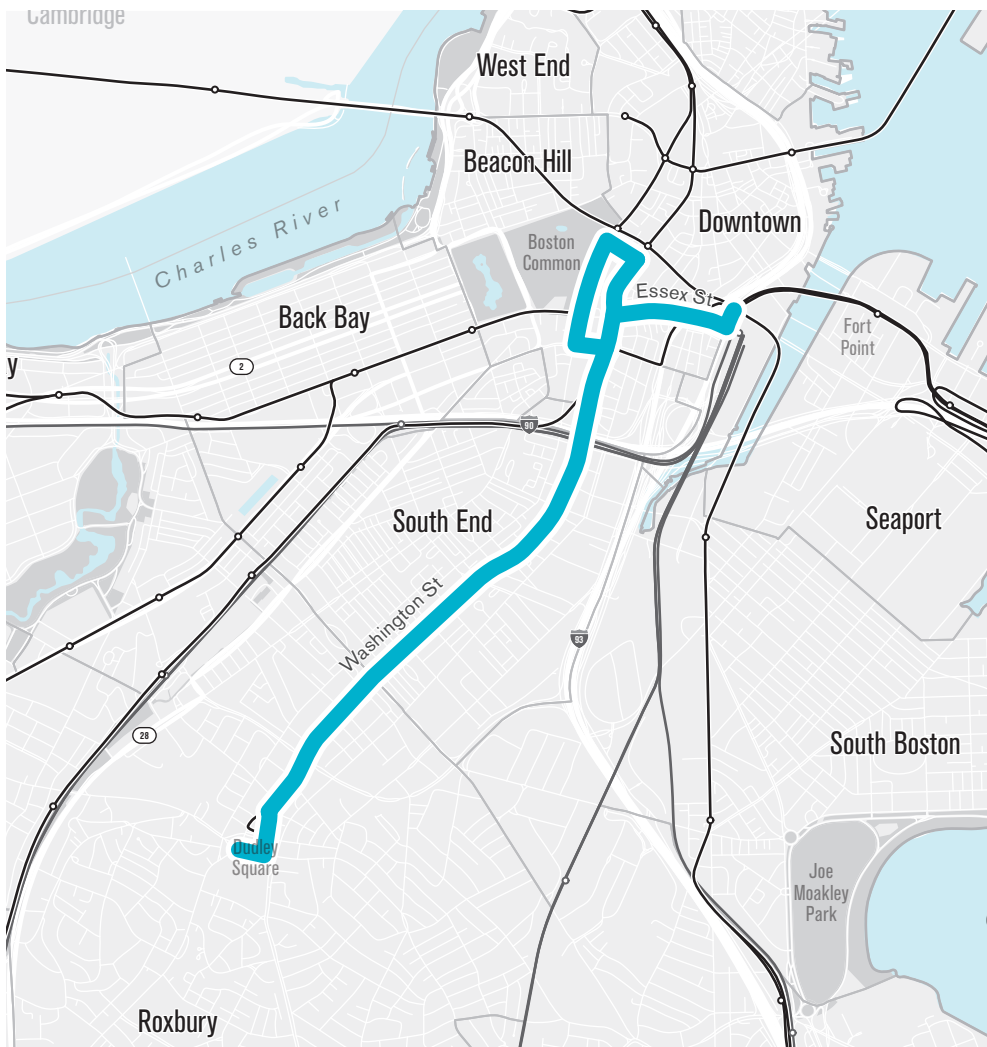 Cambridge
West End
Beacon Hill
Downtown
Boston
Common
Charles River
Essex St
Back Bay
Fort
Point
y
2
90
South End
Seaport
Washington St
93
28
South Boston
Dudley
Square
Joe
Moakley
Park
Roxbury